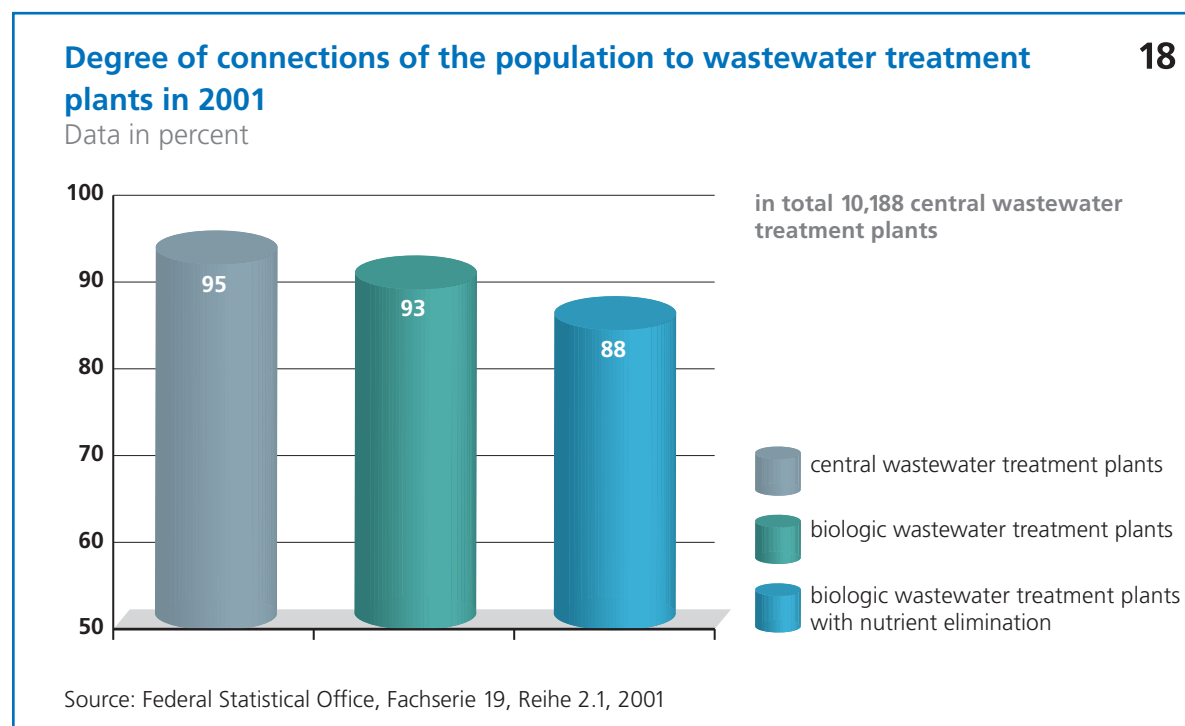 Degree of connections of the population to wastewater treatment
plants in 2001
18
Data in percent
100
90
80
70
60
50
95
93
88
in total 10,188 central wastewater
treatment plants
central wastewater treatment plants
biologic wastewater treatment plants
biologic wastewater treatment plants
with nutrient elimination
Source: Federal Statistical Office, Fachserie 19, Reihe 2.1, 2001